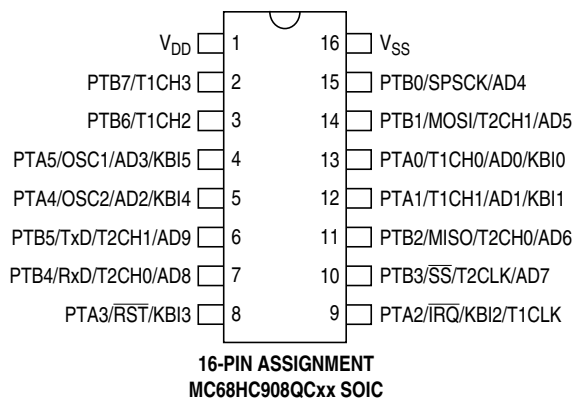 V_DD 1 16 V_SS
PTB7/T1CH3 2 15 PTB0/SPSCK/AD4
PTB6/T1CH2 3 14 PTB1/MOSI/T2CH1/AD5
PTA5/OSC1/AD3/KBI5 4 13 PTA0/T1CH0/AD0/KBI0
PTA4/OSC2/AD2/KBI4 5 12 PTA1/T1CH1/AD1/KBI1
PTB5/TxD/T2CH1/AD9 6 11 PTB2/MISO/T2CH0/AD6
PTB4/RxD/T2CH0/AD8 7 10 PTB3/S̅S̅/T2CLK/AD7
PTA3/R̅S̅T̅/KBI3 8 9 PTA2/I̅R̅Q̅/KBI2/T1CLK
16-PIN ASSIGNMENT
MC68HC908QCxx SOIC